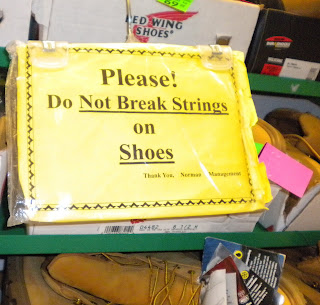 RED WING
SHOES
Please!
Do Not Break Strings
on
Shoes
Thank You, Norman Management